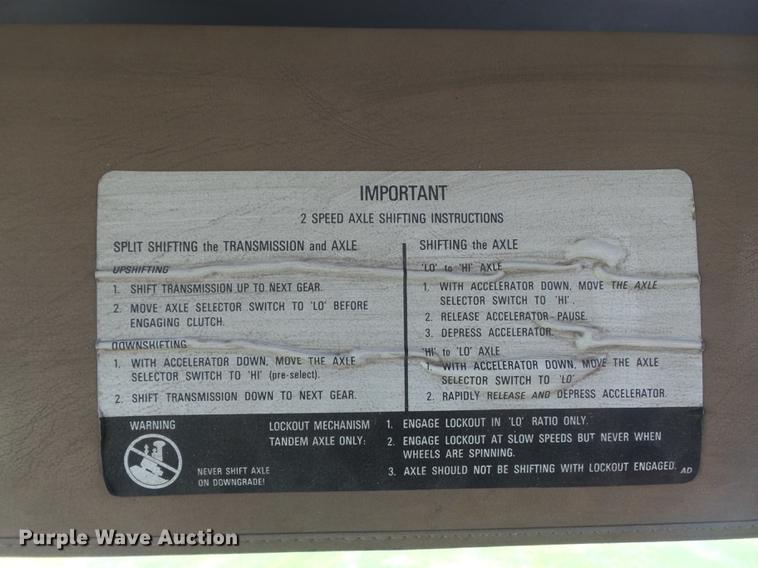 IMPORTANT
2 SPEED AXLE SHIFTING INSTRUCTIONS
SPLIT SHIFTING the TRANSMISSION and AXLE
UPSHIFTING
1. SHIFT TRANSMISSION UP TO NEXT GEAR.
2. MOVE AXLE SELECTOR SWITCH TO 'LO' BEFORE
ENGAGING CLUTCH.
DOWNSHIFTING
1. WITH ACCELERATOR DOWN, MOVE THE AXLE
SELECTOR SWITCH TO 'HI' (pre-select).
2. SHIFT TRANSMISSION DOWN TO NEXT GEAR.
SHIFTING the AXLE
'LO' to 'HI' AXLE
1. WITH ACCELERATOR DOWN, MOVE THE AXLE
SELECTOR SWITCH TO 'HI'.
2. RELEASE ACCELERATOR - PAUSE.
3. DEPRESS ACCELERATOR.
'HI' to 'LO' AXLE
1. WITH ACCELERATOR DOWN, MOVE THE AXLE
SELECTOR SWITCH TO 'LO'
2. RAPIDLY RELEASE AND DEPRESS ACCELERATOR.
WARNING
NEVER SHIFT AXLE
ON DOWNGRADE!
LOCKOUT MECHANISM
TANDEM AXLE ONLY:
1. ENGAGE LOCKOUT IN 'LO' RATIO ONLY.
2. ENGAGE LOCKOUT AT SLOW SPEEDS BUT NEVER WHEN
WHEELS ARE SPINNING.
3. AXLE SHOULD NOT BE SHIFTING WITH LOCKOUT ENGAGED. AD
Purple Wave Auction®